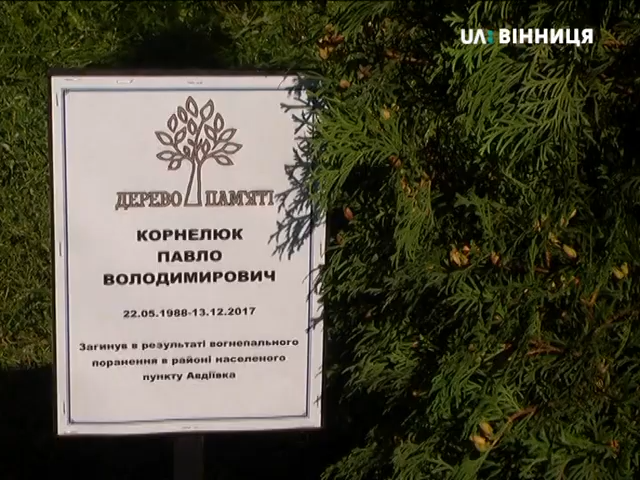 UA: ВІННИЦЯ
ДЕРЕВО ПАМ'ЯТІ
КОРНЕЛЮК
ПАВЛО
ВОЛОДИМИРОВИЧ
22.05.1988-13.12.2017
Загинув в результаті вогнепального
поранення в районі населеного
пункту Авдіївка